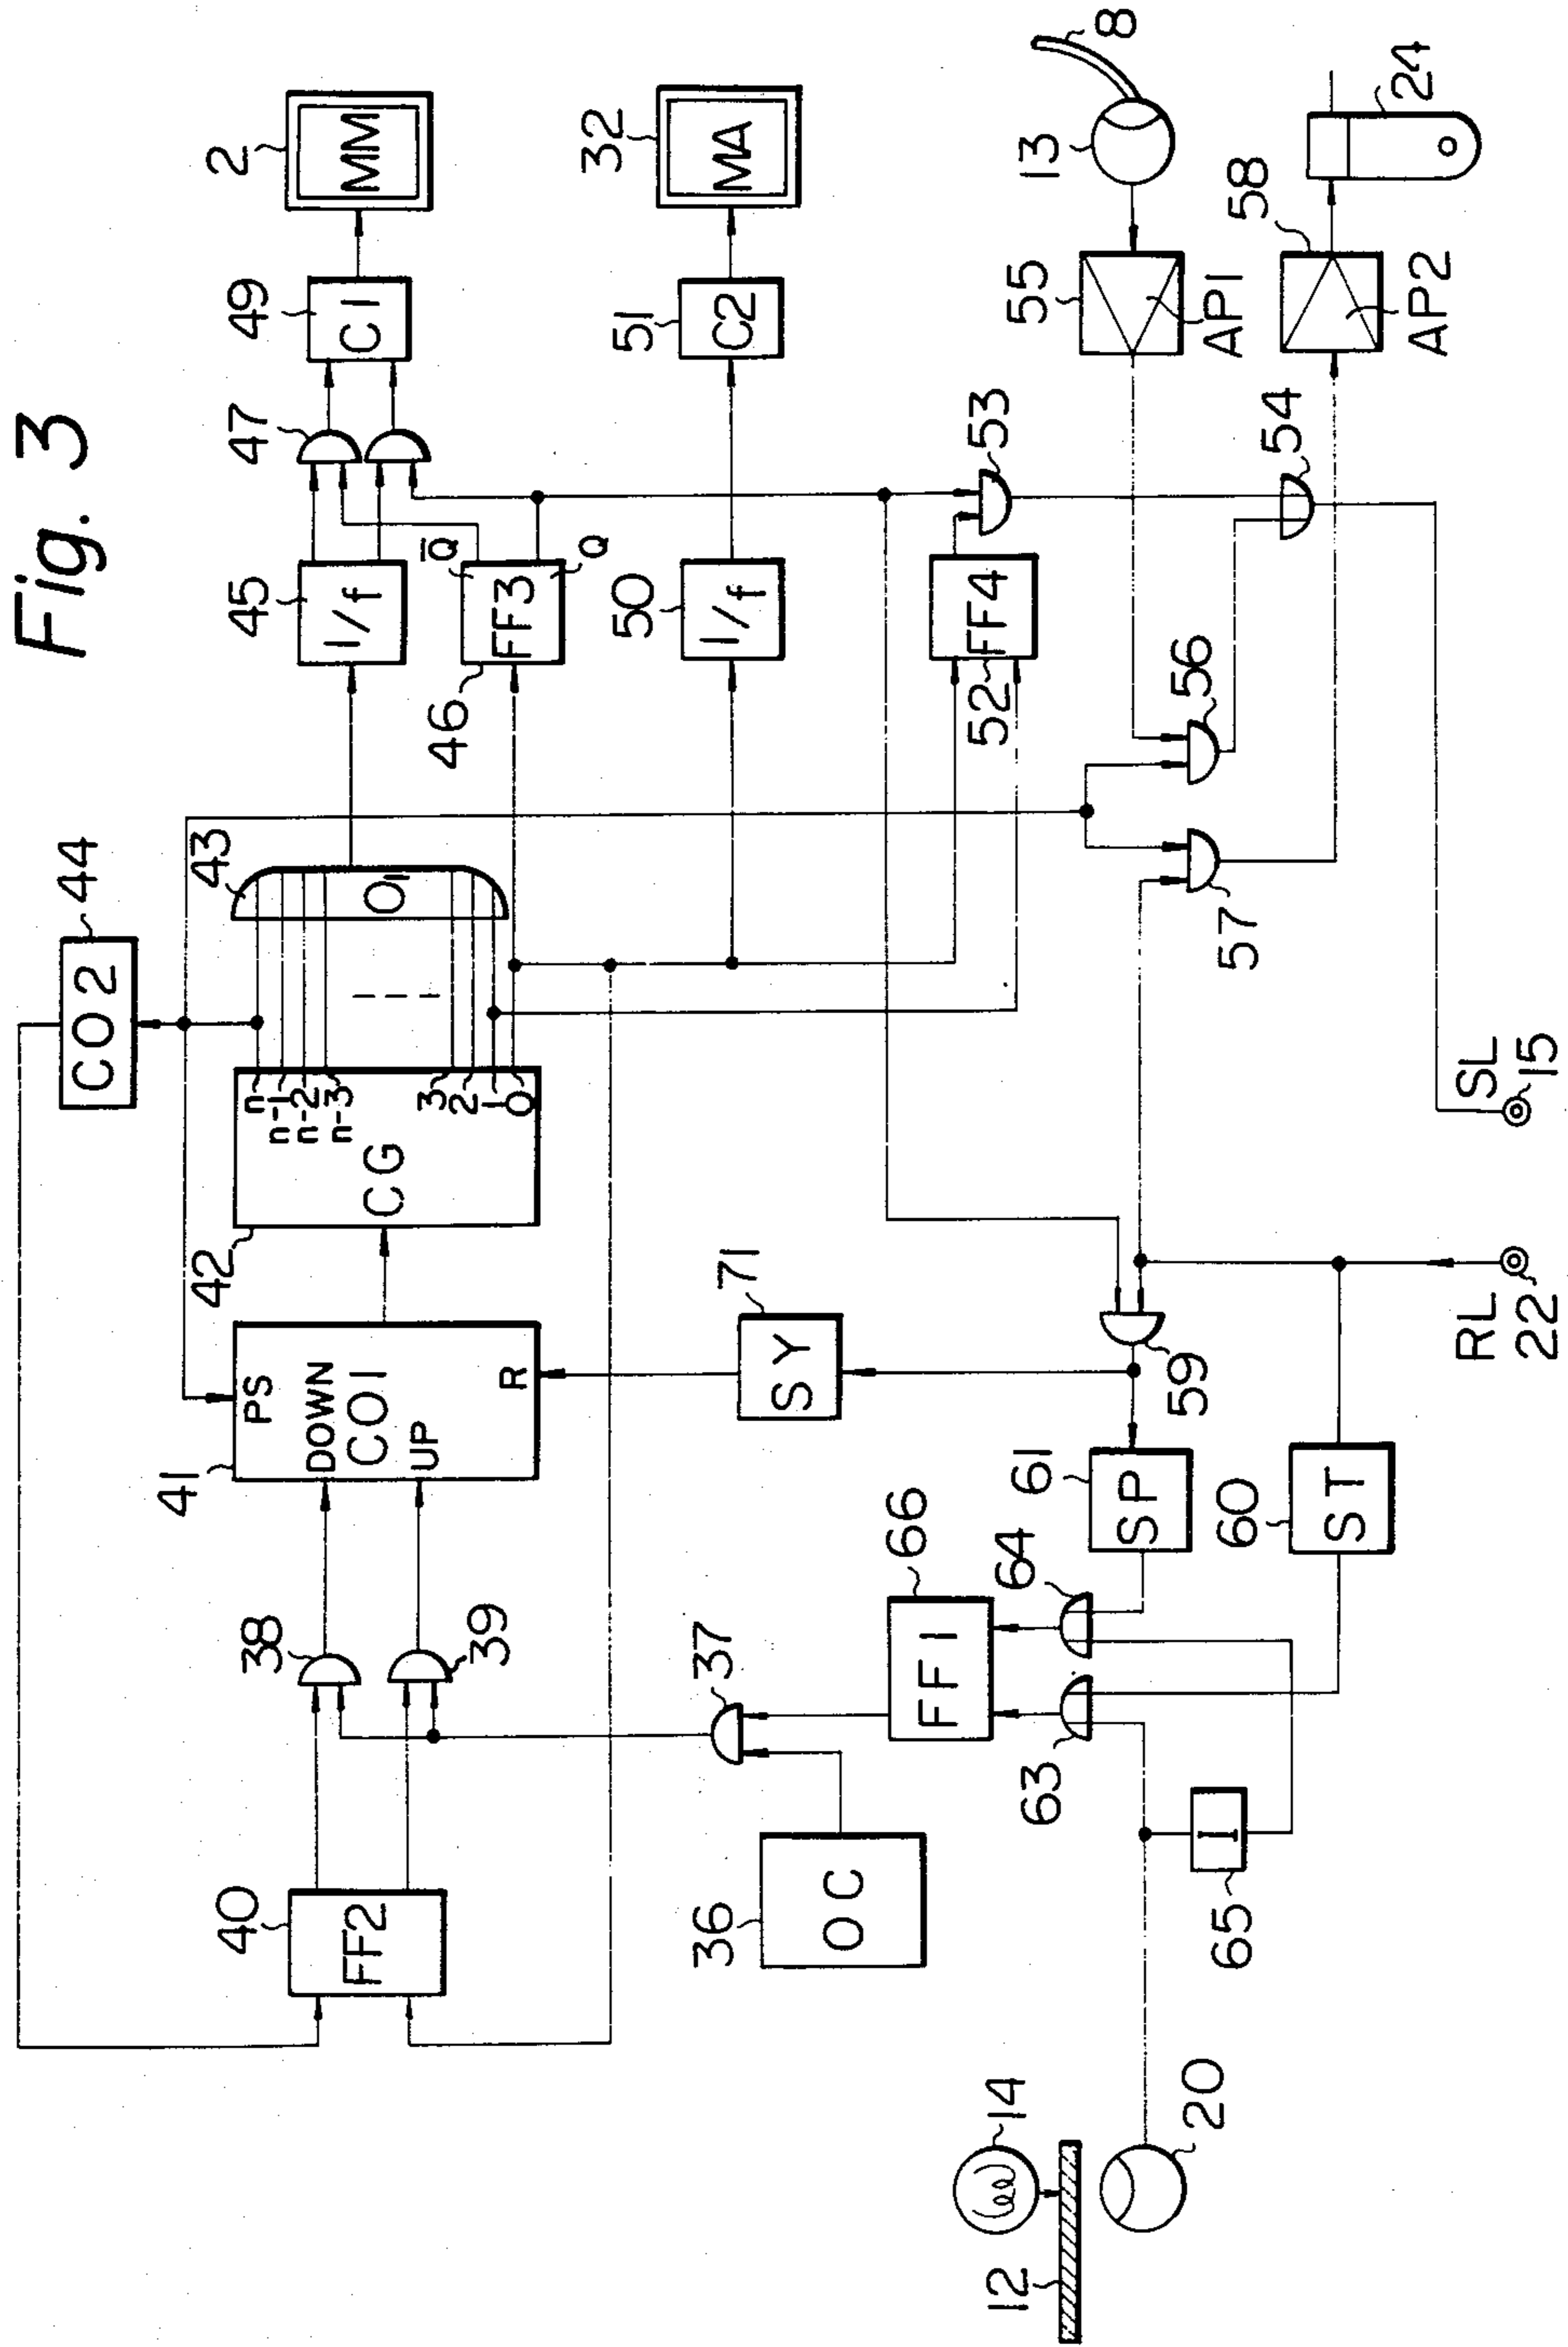 Fig. 3
44
CO2
43
O1
45
1/f
47
49
C1
2
MM
41
PS
DOWN
CO1
UP
R
42
CG
n
n-1
n-2
n-3
3
2
1
0
46
FF3
Q̅
Q
50
1/f
51
C2
32
MA
40
FF2
38
39
36
OC
37
66
FF1
71
SY
52
FF4
53
63
64
61
SP
59
56
57
54
55
AP1
13
8
58
AP2
24
14
12
20
65
I
60
ST
RL
22
SL
15